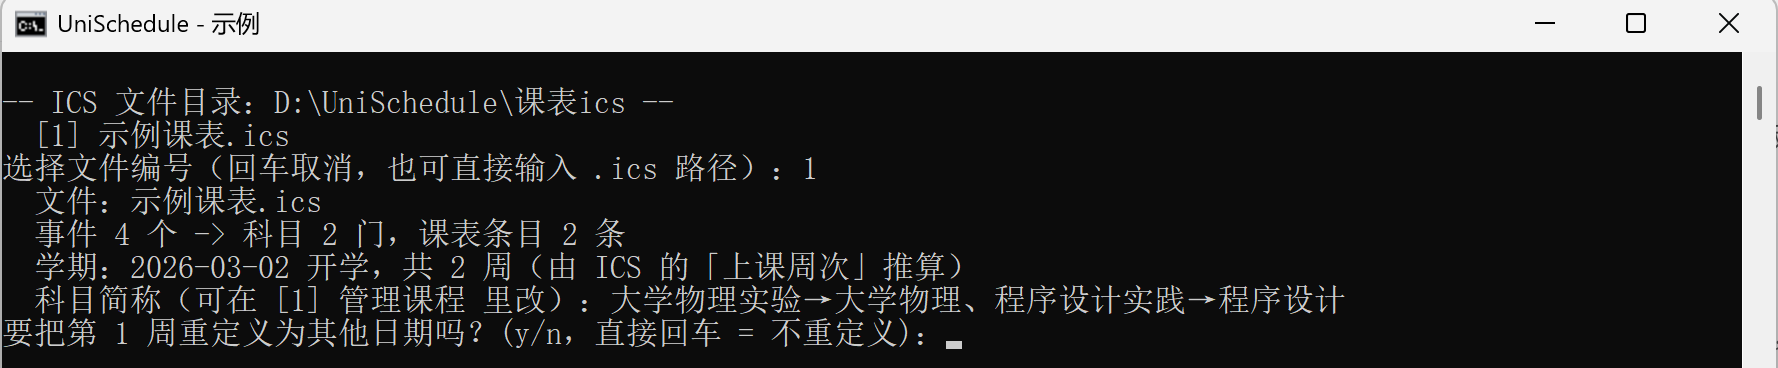 UniSchedule - 示例
-- ICS 文件目录：D:\UniSchedule\课表ics --
[1] 示例课表.ics
选择文件编号（回车取消，也可直接输入 .ics 路径）：1
文件：示例课表.ics
事件 4 个 -> 科目 2 门，课表条目 2 条
学期：2026-03-02 开学，共 2 周（由 ICS 的「上课周次」推算）
科目简称（可在 [1] 管理课程 里改）：大学物理实验→大学物理、程序设计实践→程序设计
要把第 1 周重定义为其他日期吗？(y/n，直接回车 = 不重定义)：